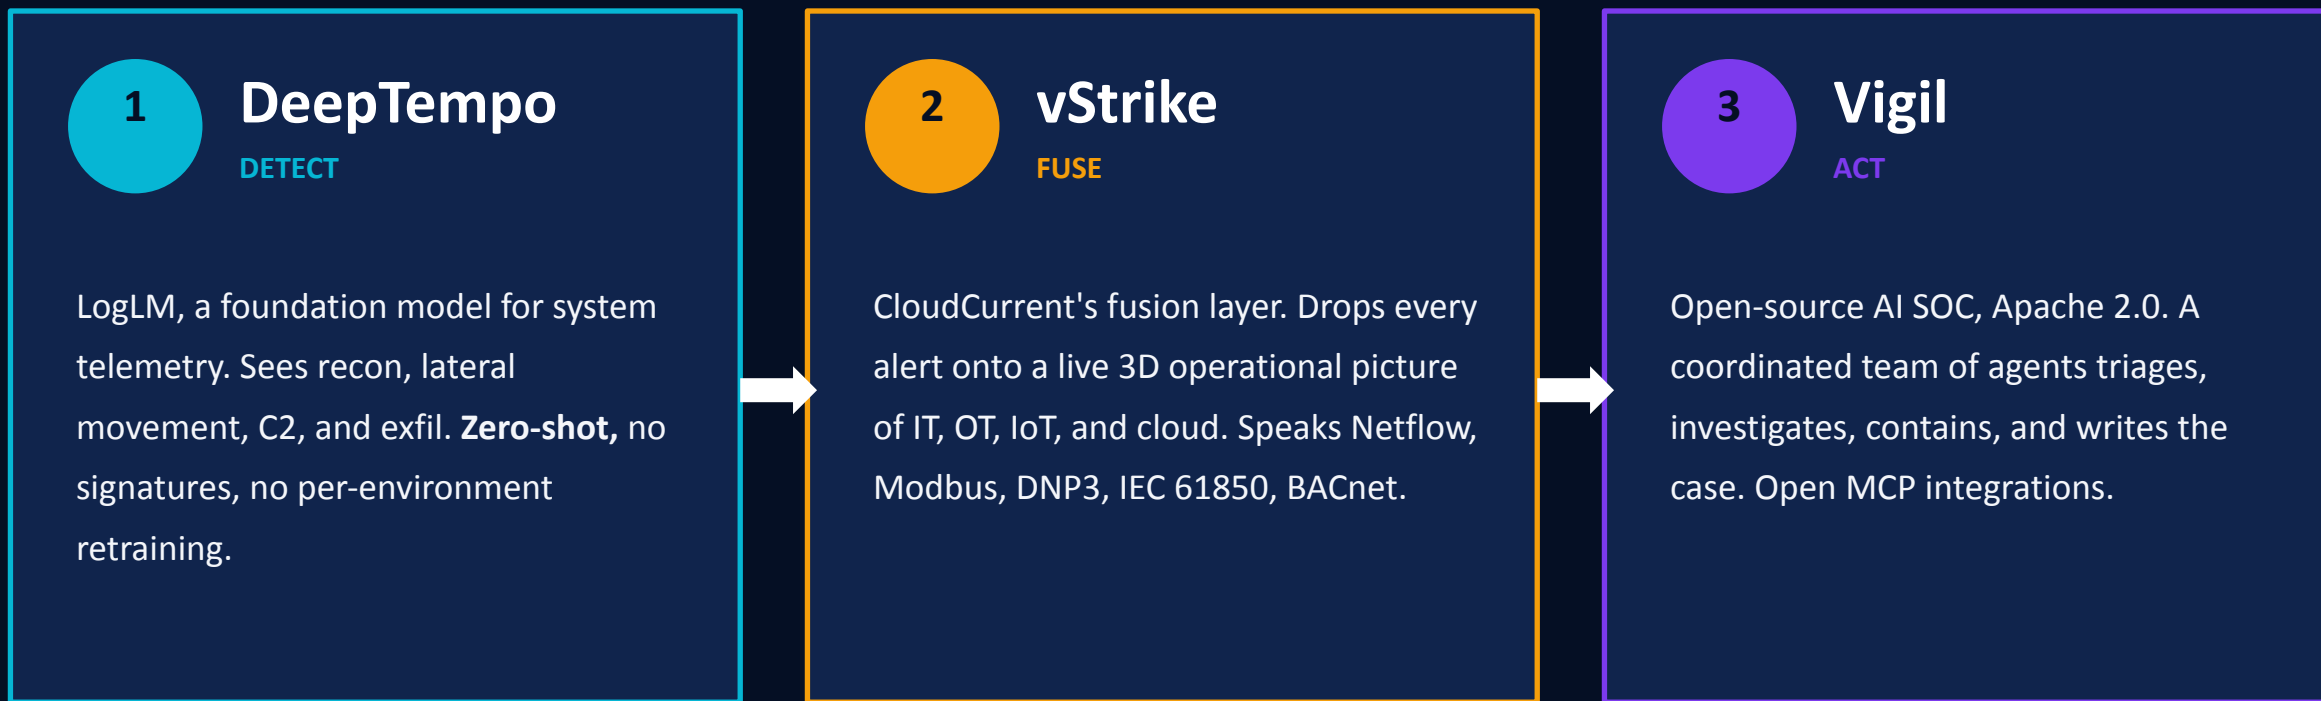 1
DeepTempo
DETECT
LogLM, a foundation model for system
telemetry. Sees recon, lateral
movement, C2, and exfil. Zero-shot, no
signatures, no per-environment
retraining.
2
vStrike
FUSE
CloudCurrent's fusion layer. Drops every
alert onto a live 3D operational picture
of IT, OT, IoT, and cloud. Speaks Netflow,
Modbus, DNP3, IEC 61850, BACnet.
3
Vigil
ACT
Open-source AI SOC, Apache 2.0. A
coordinated team of agents triages,
investigates, contains, and writes the
case. Open MCP integrations.